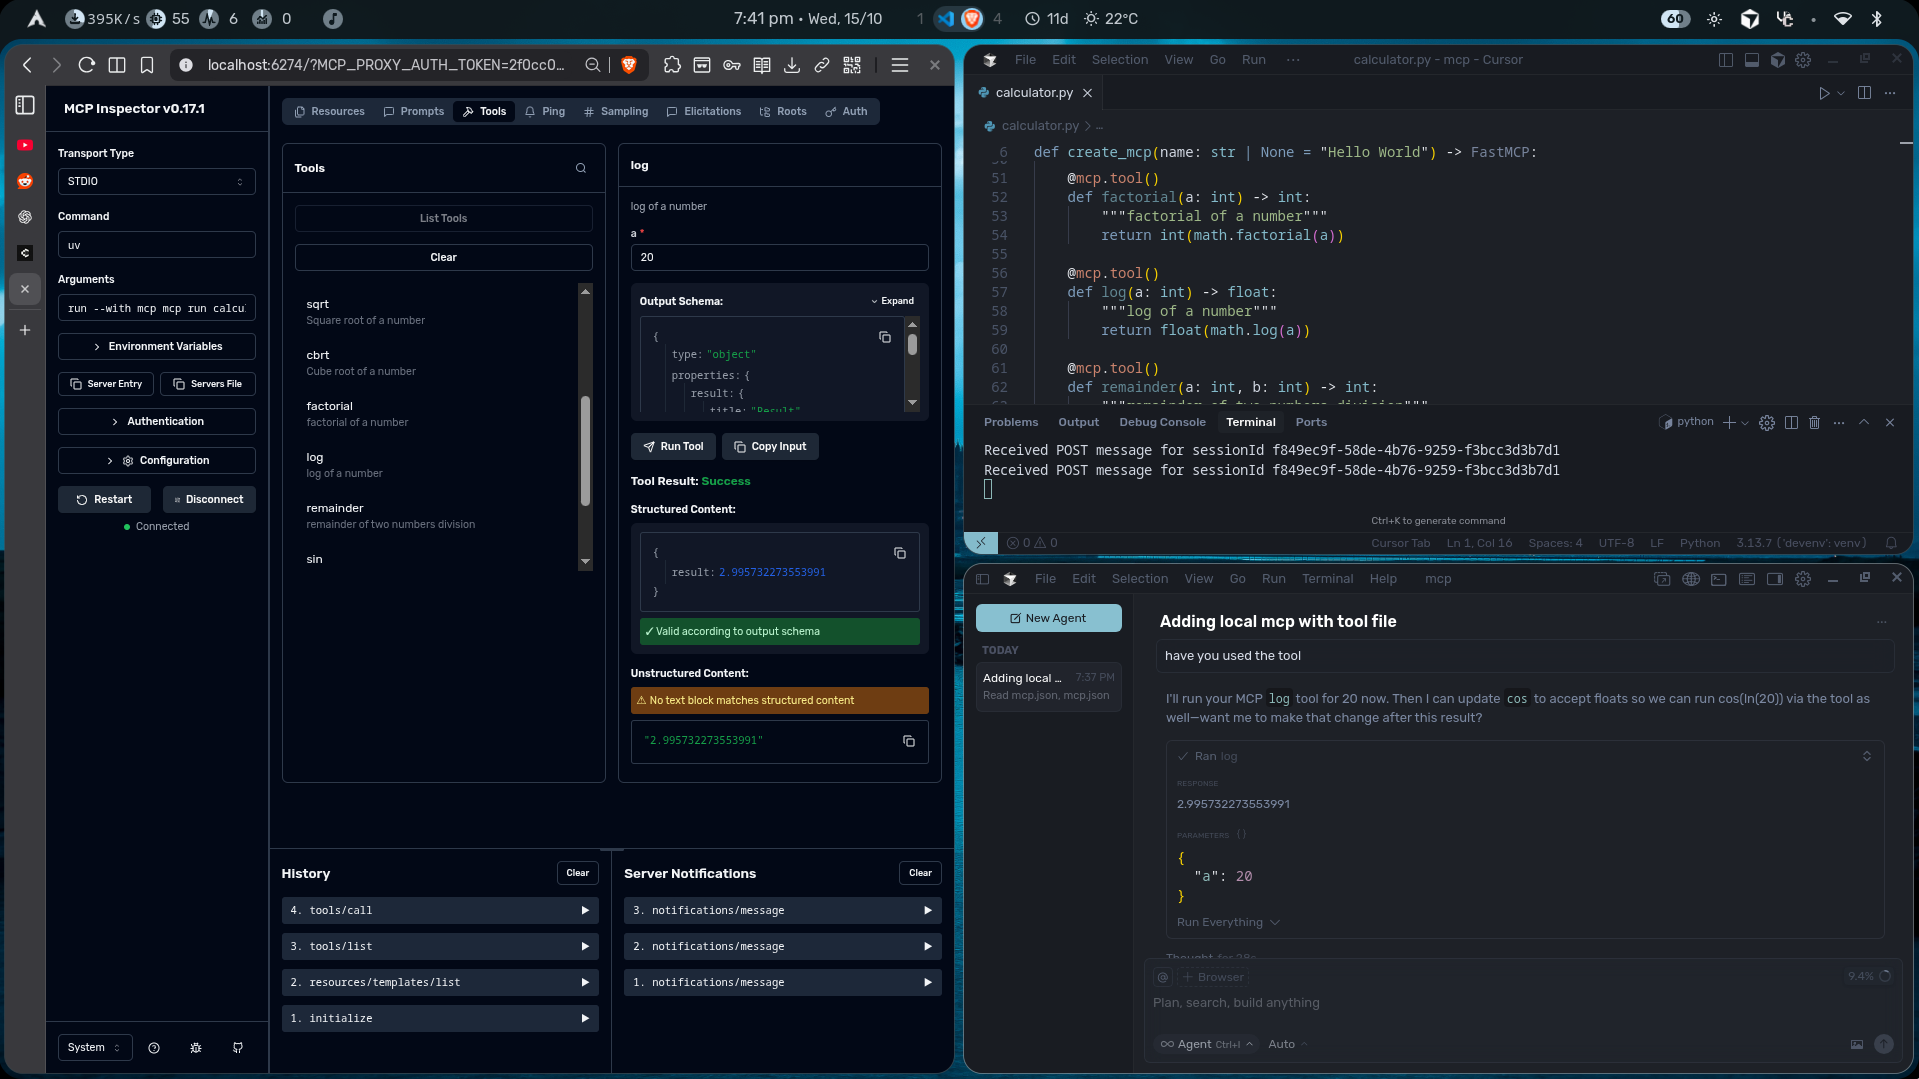 395K/s 55 6 0
7:41 pm • Wed, 15/10
1 4 11d 22°C
60
localhost:6274/?MCP_PROXY_AUTH_TOKEN=2f0cc0...
MCP Inspector v0.17.1
Transport Type
STDIO
Command
uv
Arguments
run --with mcp mcp run calcu
Environment Variables
Server Entry
Servers File
Authentication
Configuration
Restart
Disconnect
Connected
System
Resources
Prompts
Tools
Ping
Sampling
Elicitations
Roots
Auth
Tools
List Tools
Clear
sqrt
Square root of a number
cbrt
Cube root of a number
factorial
factorial of a number
log
log of a number
remainder
remainder of two numbers division
sin
log
log of a number
a *
20
Output Schema:
Expand
{
type: "object"
properties: {
result: {
title: "Result"
Run Tool
Copy Input
Tool Result: Success
Structured Content:
{
result: 2.995732273553991
}
✓ Valid according to output schema
Unstructured Content:
⚠ No text block matches structured content
"2.995732273553991"
History
Clear
4. tools/call
3. tools/list
2. resources/templates/list
1. initialize
Server Notifications
Clear
3. notifications/message
2. notifications/message
1. notifications/message
File Edit Selection View Go Run ···
calculator.py - mcp - Cursor
calculator.py
calculator.py > ...
6 def create_mcp(name: str | None = "Hello World") -> FastMCP:
51 @mcp.tool()
52 def factorial(a: int) -> int:
53 """factorial of a number"""
54 return int(math.factorial(a))
55
56 @mcp.tool()
57 def log(a: int) -> float:
58 """log of a number"""
59 return float(math.log(a))
60
61 @mcp.tool()
62 def remainder(a: int, b: int) -> int:
63 """remainder of two numbers division"""
Problems Output Debug Console Terminal Ports
python
Received POST message for sessionId f849ec9f-58de-4b76-9259-f3bcc3d3b7d1
Received POST message for sessionId f849ec9f-58de-4b76-9259-f3bcc3d3b7d1
Ctrl+K to generate command
0 0
Cursor Tab Ln 1, Col 16 Spaces: 4 UTF-8 LF Python 3.13.7 ('devenv': venv)
File Edit Selection View Go Run Terminal Help mcp
New Agent
TODAY
Adding local ... 7:37 PM
Read mcp.json, mcp.json
Adding local mcp with tool file
have you used the tool
I'll run your MCP log tool for 20 now. Then I can update cos to accept floats so we can run cos(ln(20)) via the tool as
well—want me to make that change after this result?
Ran log
RESPONSE
2.995732273553991
PARAMETERS {}
{
"a": 20
}
Run Everything
Thought for 28s
@ + Browser
9.4%
Plan, search, build anything
Agent Ctrl+I
Auto